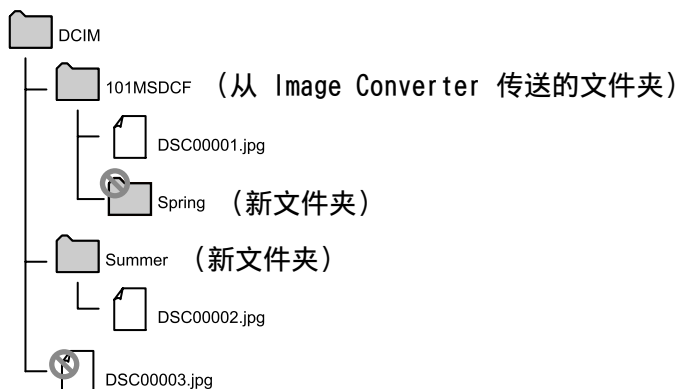 DCIM
101MSDCF （从 Image Converter 传送的文件夹）
DSC00001.jpg
Spring （新文件夹）
Summer （新文件夹）
DSC00002.jpg
DSC00003.jpg